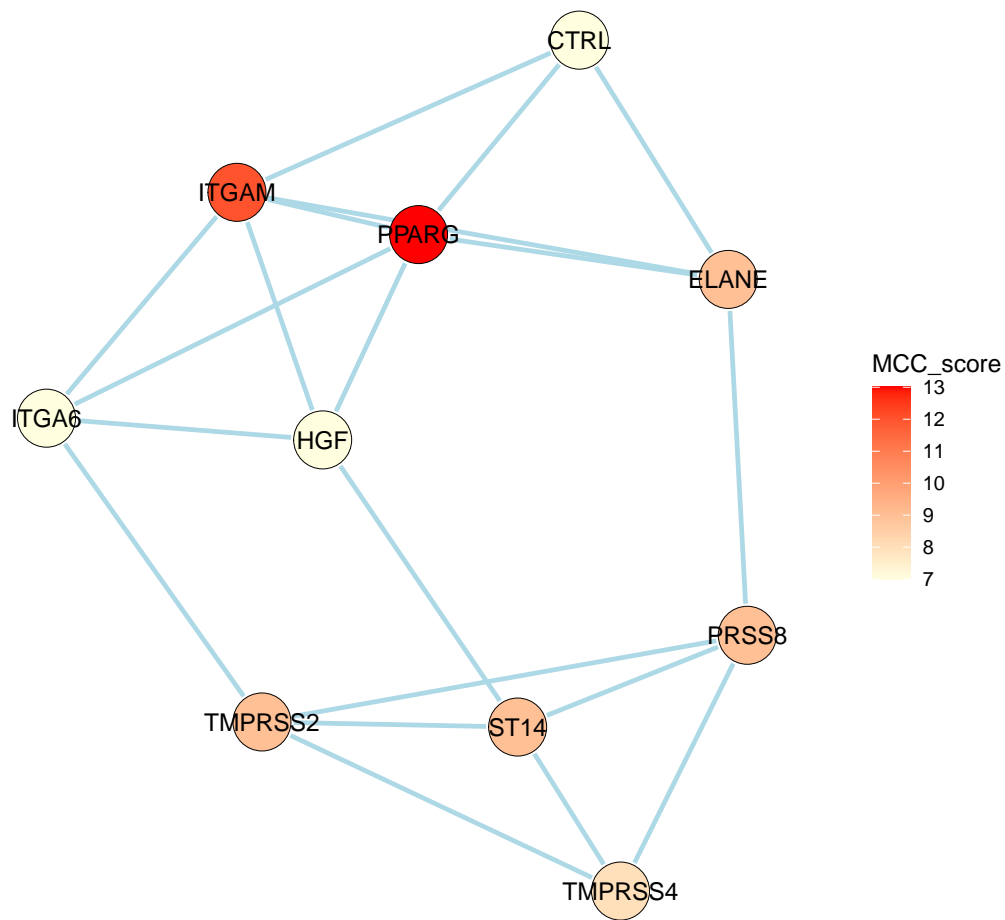 CTRL
ITGAM
PPARG
ELANE
MCC_score
13
12
11
10
9
8
7
ITGA6
HGF
PRSS8
TMPRSS2
ST14
TMPRSS4